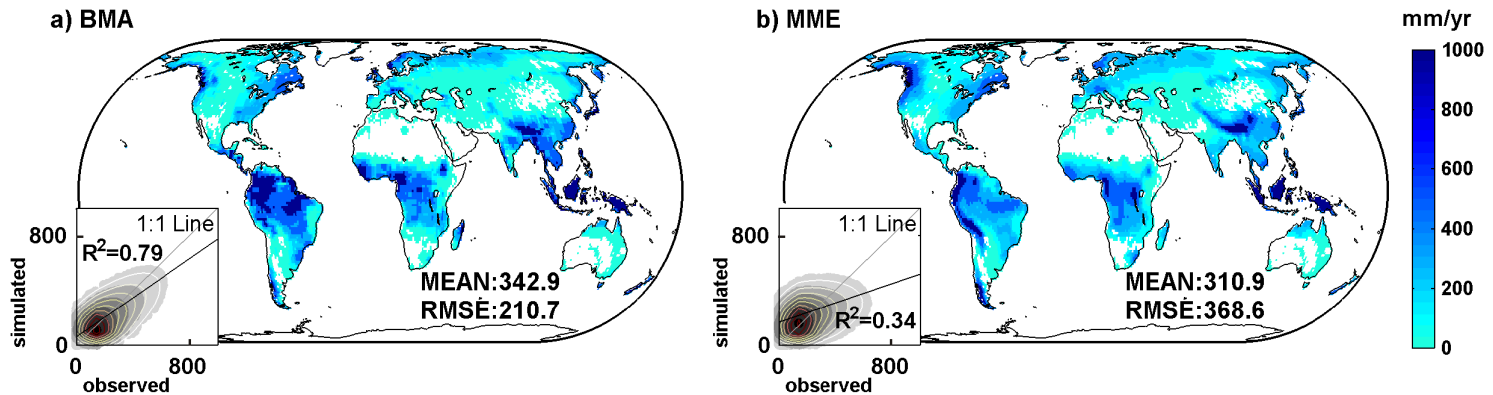 a) BMA
1:1 Line
800
R²=0.79
simulated
0
800
observed
MEAN:342.9
RMSE:210.7
b) MME
1:1 Line
800
R²=0.34
simulated
0
800
observed
MEAN:310.9
RMSE:368.6
mm/yr
1000
800
600
400
200
0